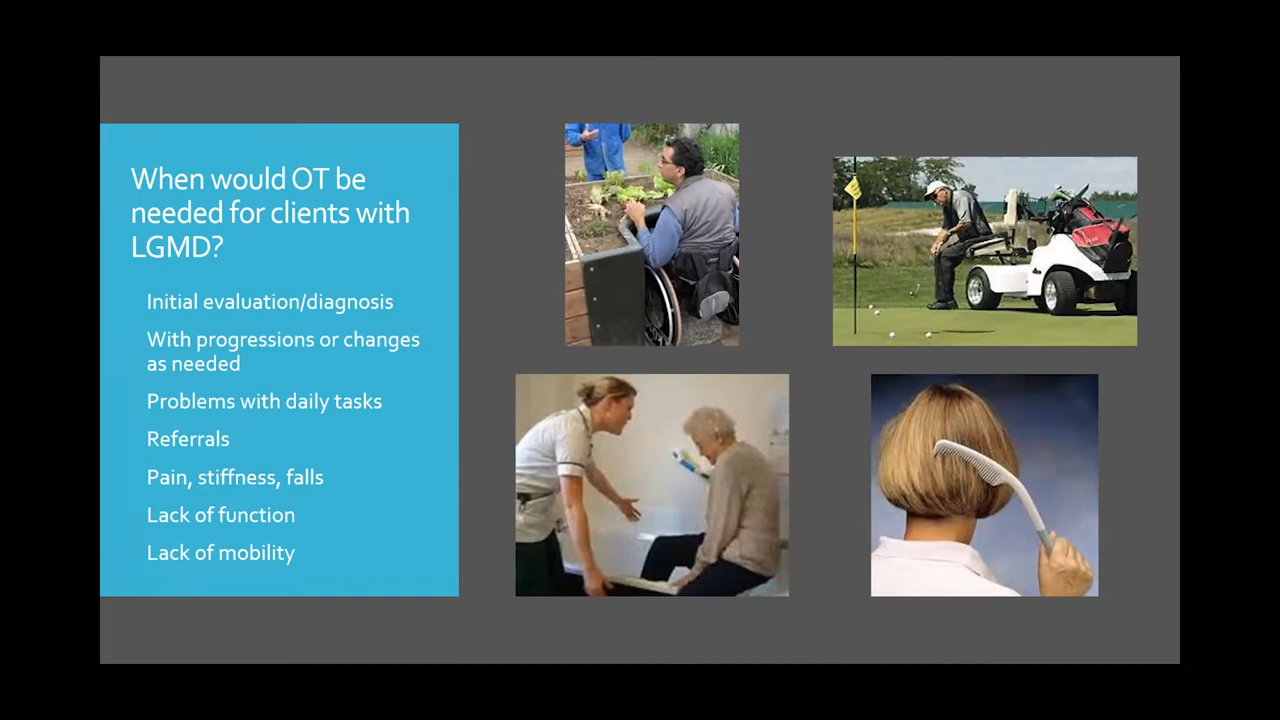 When would OT be
needed for clients with
LGMD?
Initial evaluation/diagnosis
With progressions or changes
as needed
Problems with daily tasks
Referrals
Pain, stiffness, falls
Lack of function
Lack of mobility